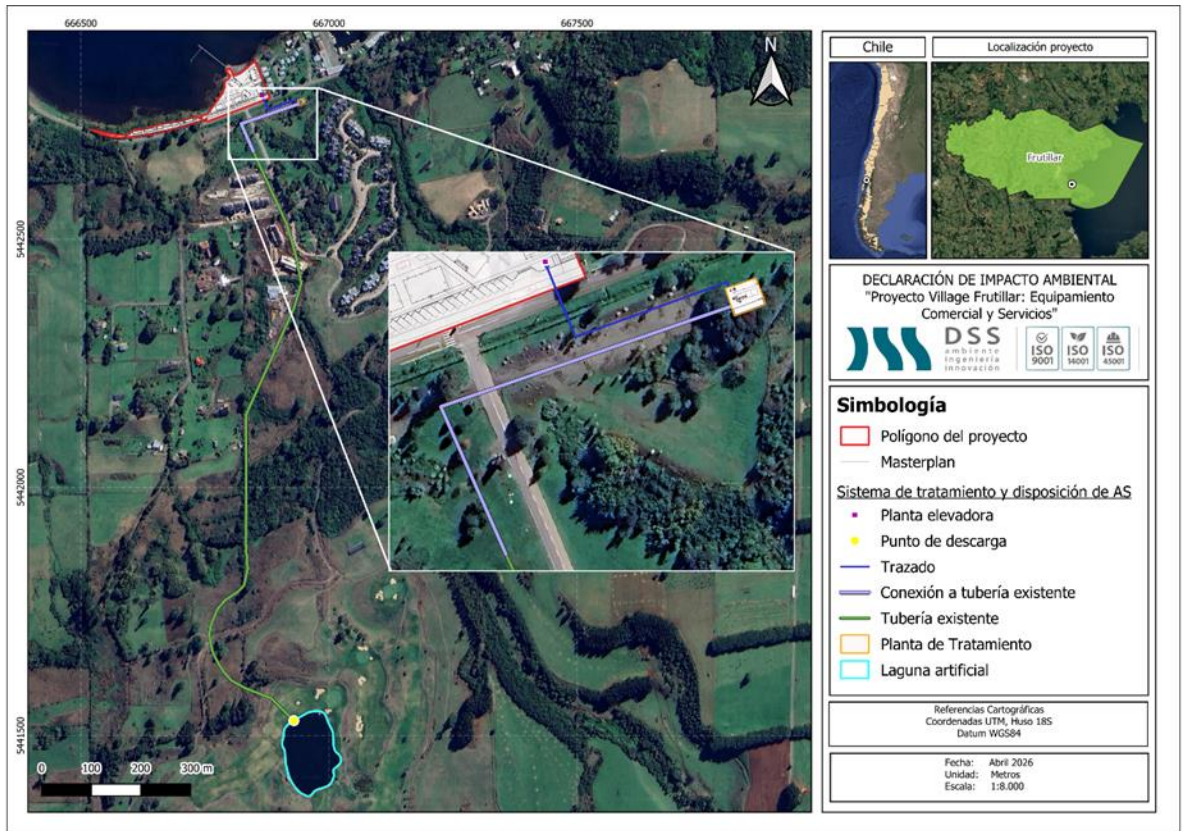 666500
667000
667500
N
5442500
5442000
5441500
0 100 200 300 m
Chile
Localización proyecto
Frutillar
DECLARACIÓN DE IMPACTO AMBIENTAL
"Proyecto Village Frutillar: Equipamiento
Comercial y Servicios"
DSS
ambiente
ingeniería
innovación
ISO
9001
ISO
14001
ISO
45001
Simbología
Polígono del proyecto
Masterplan
Sistema de tratamiento y disposición de AS
Planta elevadora
Punto de descarga
Trazado
Conexión a tubería existente
Tubería existente
Planta de Tratamiento
Laguna artificial
Referencias Cartográficas
Coordenadas UTM, Huso 18S
Datum WGS84
Fecha: Abril 2026
Unidad: Metros
Escala: 1:8.000